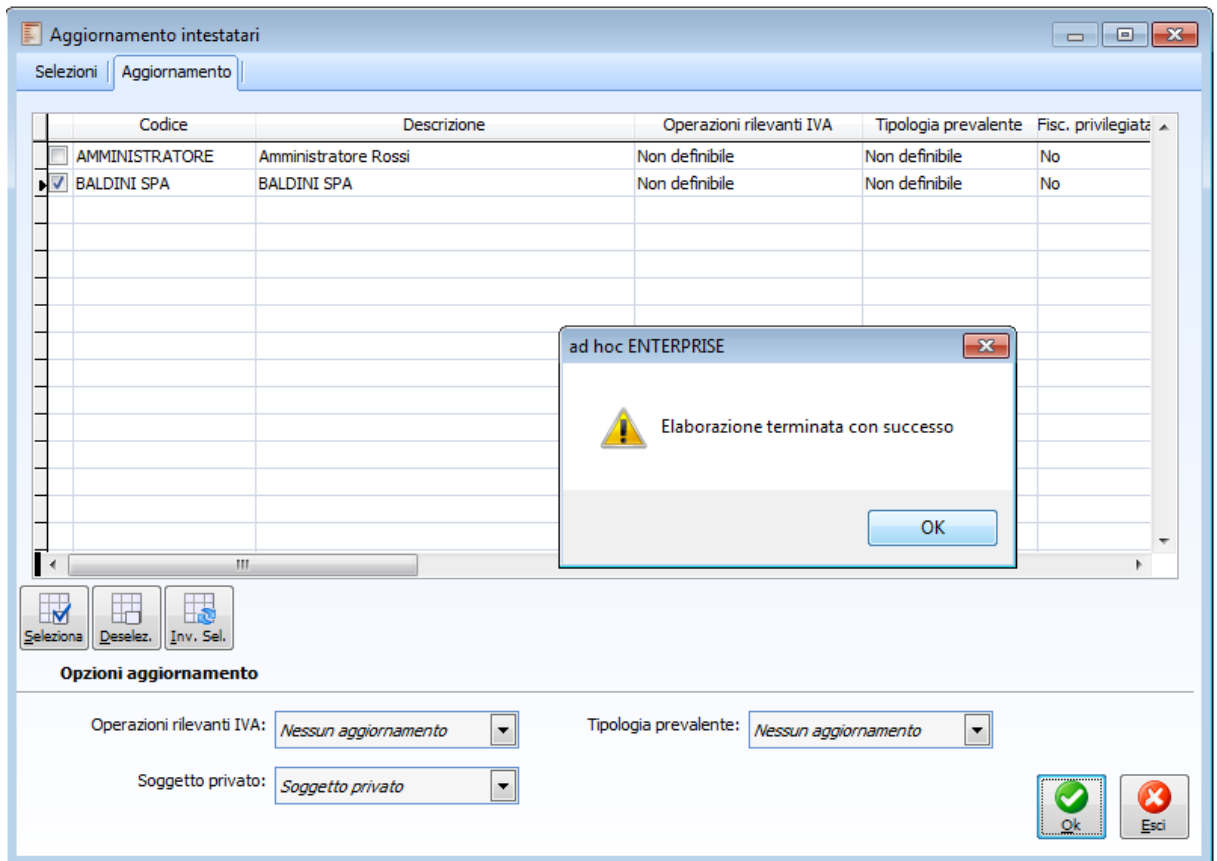 Aggiornamento intestatari
Selezioni Aggiornamento
Codice Descrizione Operazioni rilevanti IVA Tipologia prevalente Fisc. privilegiata
AMMINISTRATORE Amministratore Rossi Non definibile Non definibile No
BALDINI SPA BALDINI SPA Non definibile Non definibile No
ad hoc ENTERPRISE
Elaborazione terminata con successo
OK
Seleziona Deselez. Inv. Sel.
Opzioni aggiornamento
Operazioni rilevanti IVA: Nessun aggiornamento Tipologia prevalente: Nessun aggiornamento
Soggetto privato: Soggetto privato
Ok Esci